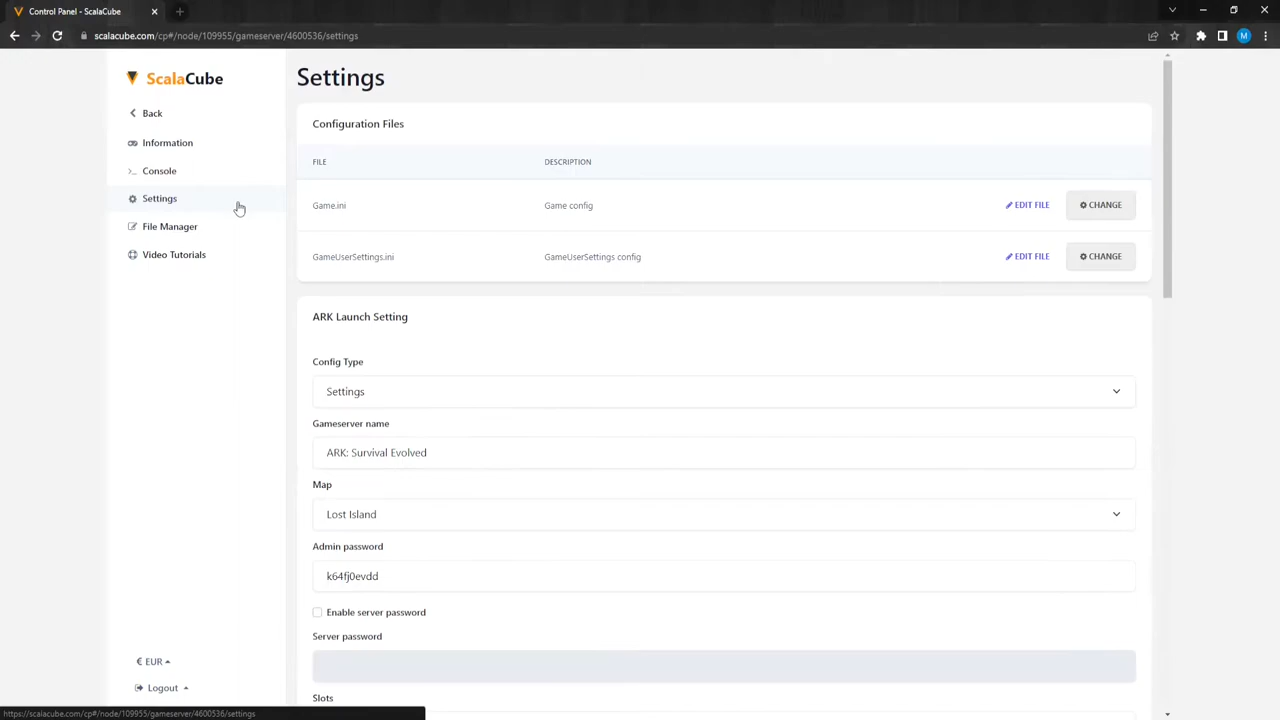 Control Panel - ScalaCube
scalacube.com/cp#/node/109955/gameserver/4600536/settings
M
ScalaCube
Back
Information
Console
Settings
File Manager
Video Tutorials
€ EUR
Logout
Settings
Configuration Files
FILE DESCRIPTION
Game.ini Game config EDIT FILE CHANGE
GameUserSettings.ini GameUserSettings config EDIT FILE CHANGE
ARK Launch Setting
Config Type
Settings
Gameserver name
ARK: Survival Evolved
Map
Lost Island
Admin password
k64fj0evdd
Enable server password
Server password
Slots
https://scalacube.com/cp#/node/109955/gameserver/4600536/settings